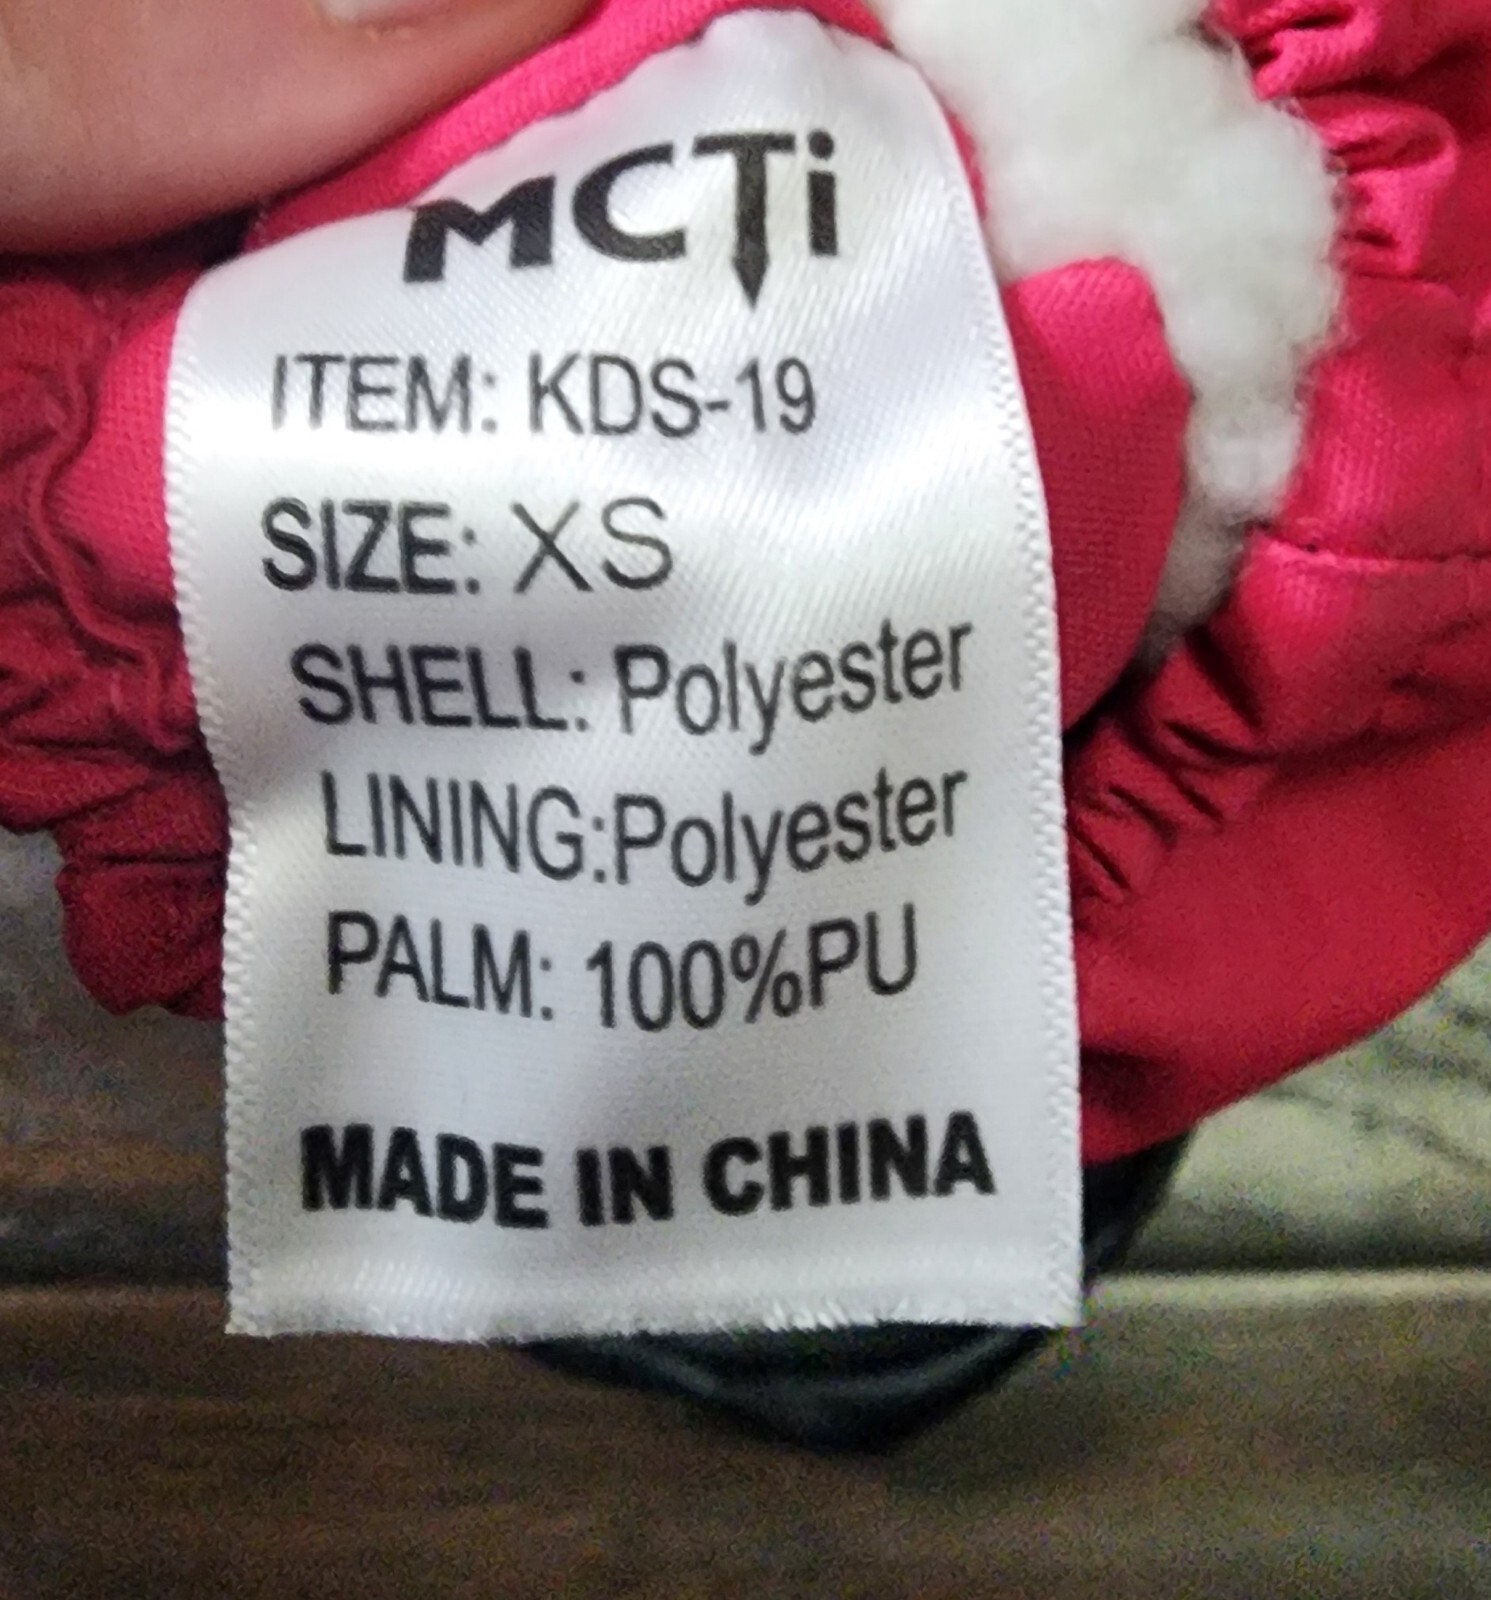 MCTi
ITEM: KDS-19
SIZE: XS
SHELL: Polyester
LINING:Polyester
PALM: 100%PU
MADE IN CHINA